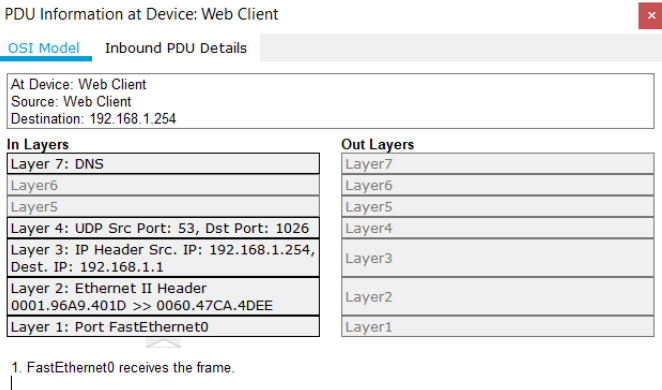 PDU Information at Device: Web Client
OSI Model Inbound PDU Details
At Device: Web Client
Source: Web Client
Destination: 192.168.1.254
In Layers
Layer 7: DNS
Layer6
Layer5
Layer 4: UDP Src Port: 53, Dst Port: 1026
Layer 3: IP Header Src. IP: 192.168.1.254,
Dest. IP: 192.168.1.1
Layer 2: Ethernet II Header
0001.96A9.401D >> 0060.47CA.4DEE
Layer 1: Port FastEthernet0
Out Layers
Layer7
Layer6
Layer5
Layer4
Layer3
Layer2
Layer1
1. FastEthernet0 receives the frame.